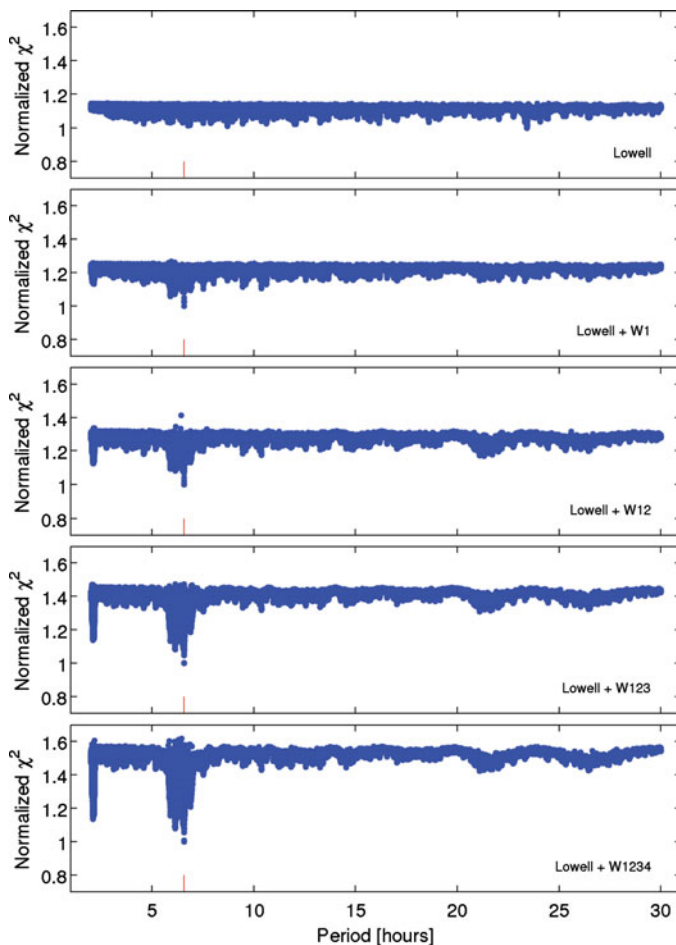 1.6
1.4
1.2
1
0.8
Normalized χ²
Lowell
1.6
1.4
1.2
1
0.8
Normalized χ²
Lowell + W1
1.6
1.4
1.2
1
0.8
Normalized χ²
Lowell + W12
1.6
1.4
1.2
1
0.8
Normalized χ²
Lowell + W123
1.6
1.4
1.2
1
0.8
Normalized χ²
Lowell + W1234
5 10 15 20 25 30
Period [hours]